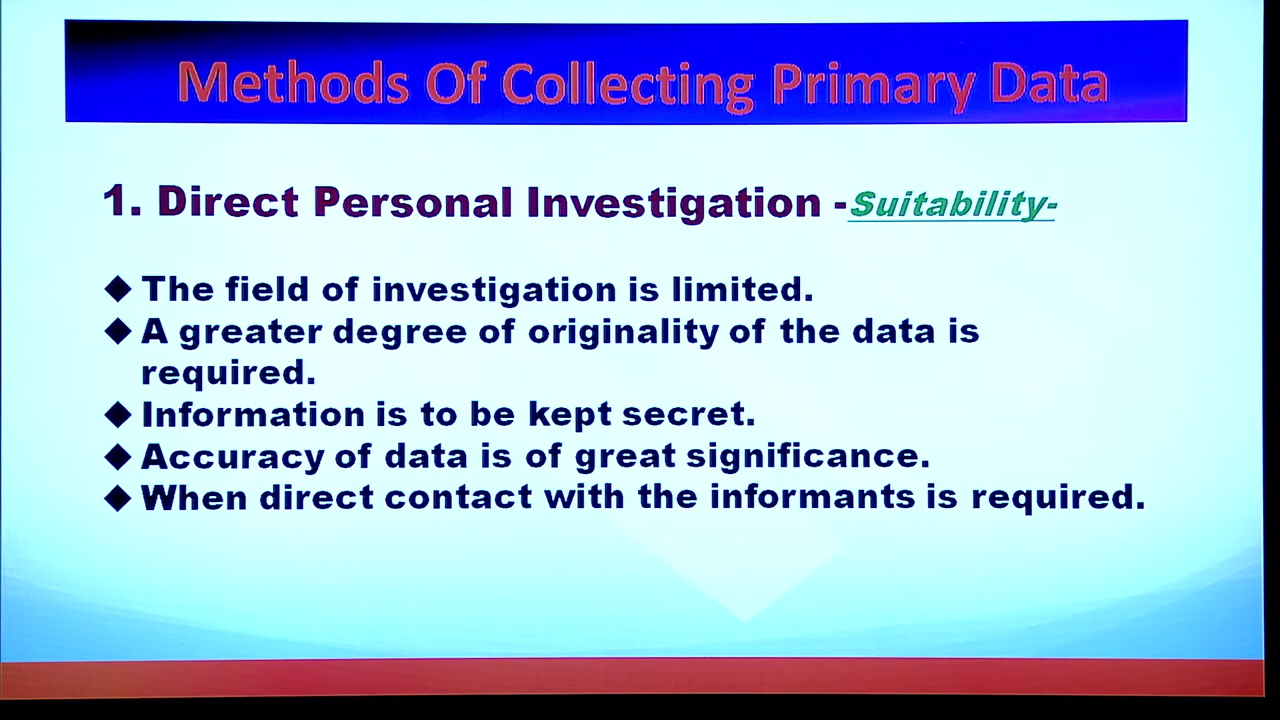 Methods Of Collecting Primary Data
1. Direct Personal Investigation -Suitability-
◆ The field of investigation is limited.
◆ A greater degree of originality of the data is
required.
◆ Information is to be kept secret.
◆ Accuracy of data is of great significance.
◆ When direct contact with the informants is required.